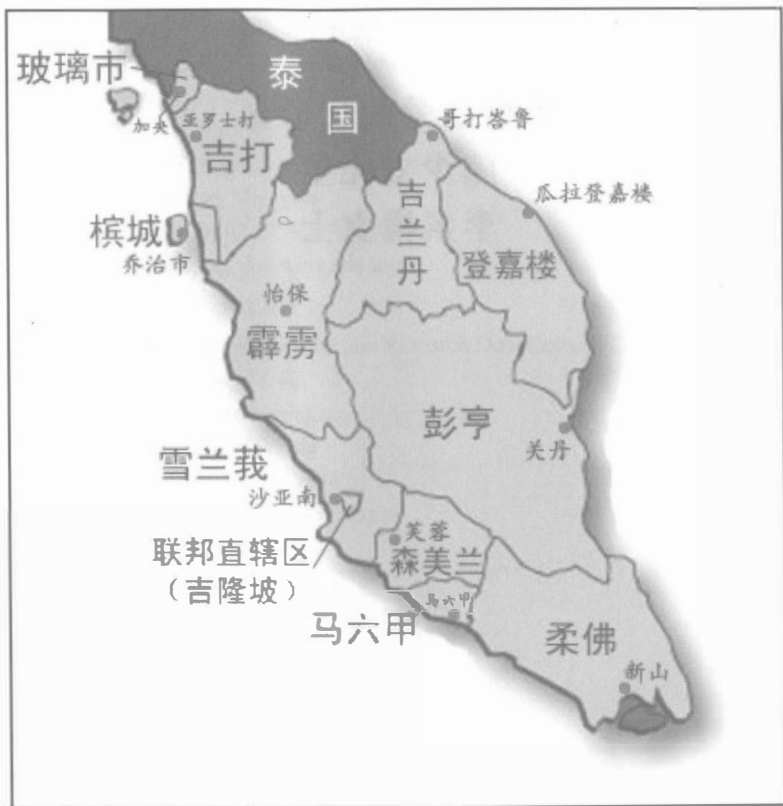 泰
国
玻璃市
加央
亚罗士打
吉打
哥打峇鲁
吉兰丹
瓜拉登嘉楼
登嘉楼
槟城
乔治市
怡保
霹雳
彭亨
关丹
雪兰莪
沙亚南
联邦直辖区
（吉隆坡）
芙蓉
森美兰
马六甲
马六甲
柔佛
新山